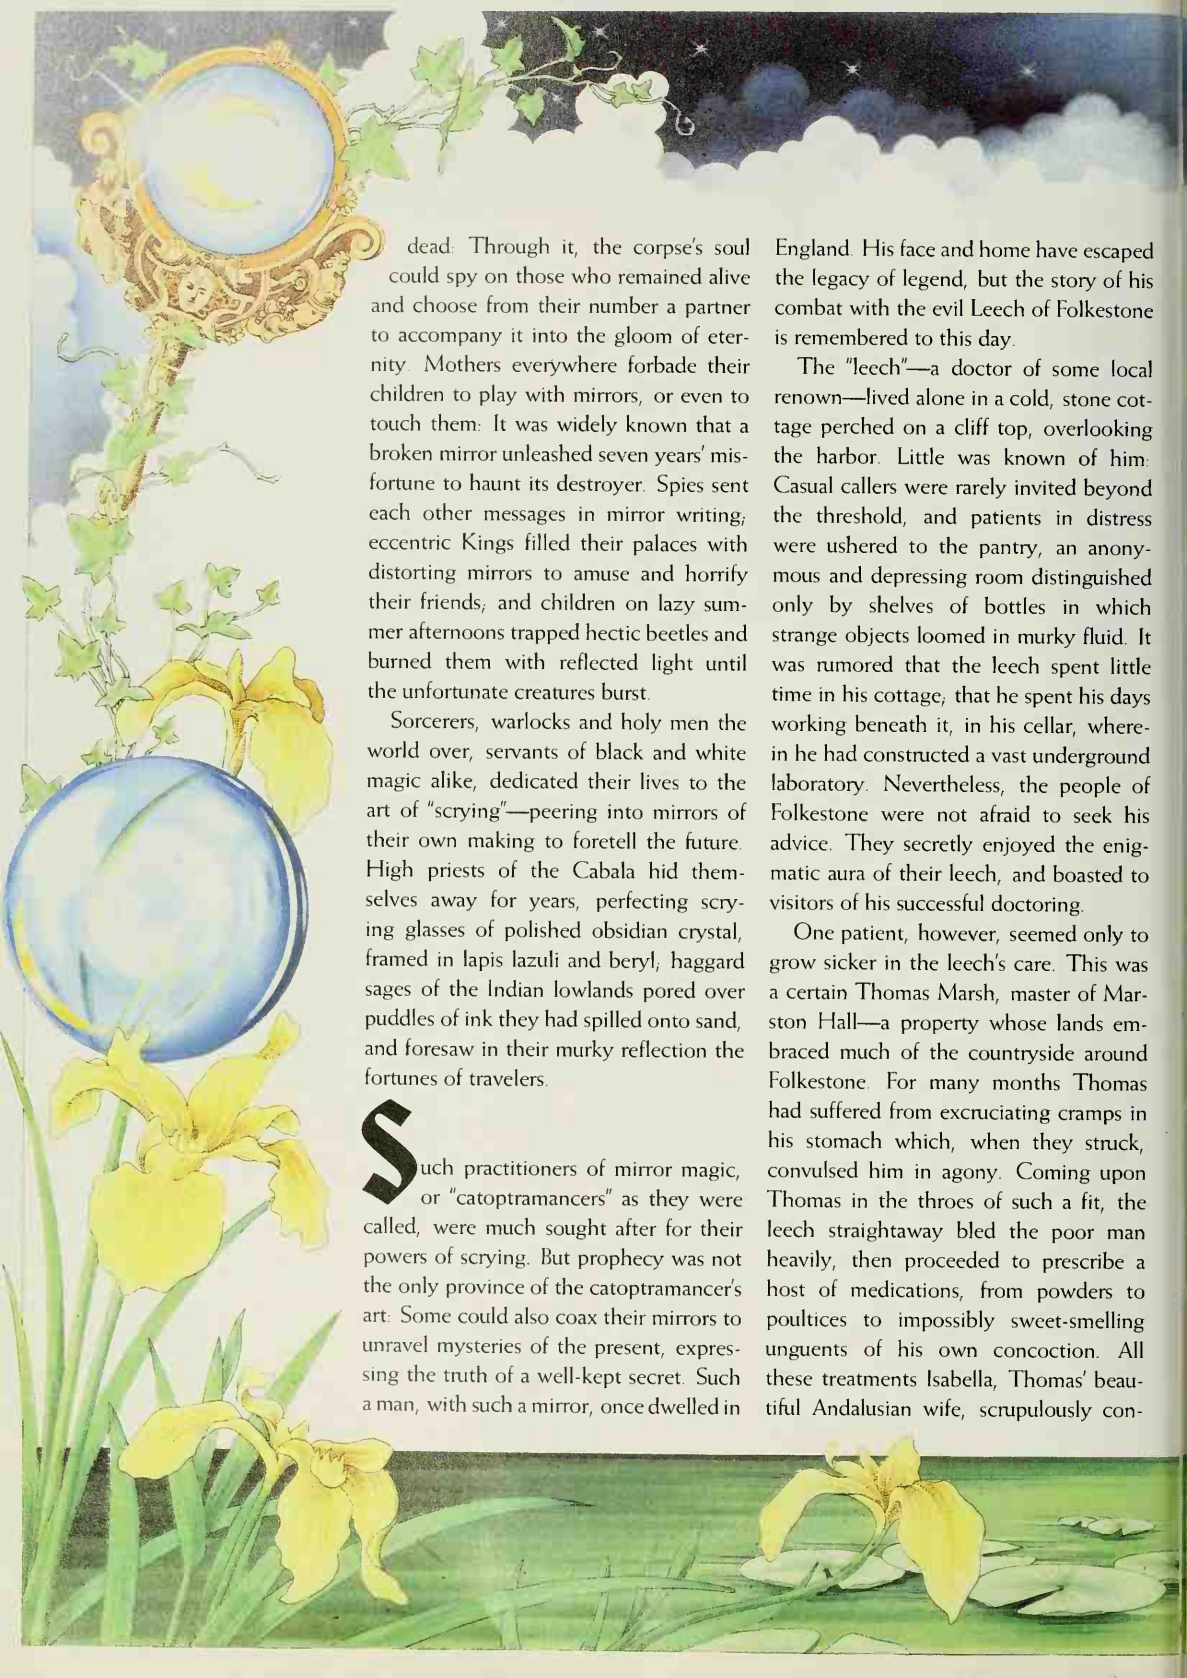 dead: Through it, the corpse's soul
could spy on those who remained alive
and choose from their number a partner
to accompany it into the gloom of eter-
nity. Mothers everywhere forbade their
children to play with mirrors, or even to
touch them: It was widely known that a
broken mirror unleashed seven years' mis-
fortune to haunt its destroyer. Spies sent
each other messages in mirror writing;
eccentric Kings filled their palaces with
distorting mirrors to amuse and horrify
their friends; and children on lazy sum-
mer afternoons trapped hectic beetles and
burned them with reflected light until
the unfortunate creatures burst.
Sorcerers, warlocks and holy men the
world over, servants of black and white
magic alike, dedicated their lives to the
art of "scrying"—peering into mirrors of
their own making to foretell the future.
High priests of the Cabala hid them-
selves away for years, perfecting scry-
ing glasses of polished obsidian crystal,
framed in lapis lazuli and beryl; haggard
sages of the Indian lowlands pored over
puddles of ink they had spilled onto sand,
and foresaw in their murky reflection the
fortunes of travelers.
Such practitioners of mirror magic,
or "catoptramancers" as they were
called, were much sought after for their
powers of scrying. But prophecy was not
the only province of the catoptramancer's
art: Some could also coax their mirrors to
unravel mysteries of the present, expres-
sing the truth of a well-kept secret. Such
a man, with such a mirror, once dwelled in
England. His face and home have escaped
the legacy of legend, but the story of his
combat with the evil Leech of Folkestone
is remembered to this day.
The "leech"—a doctor of some local
renown—lived alone in a cold, stone cot-
tage perched on a cliff top, overlooking
the harbor. Little was known of him:
Casual callers were rarely invited beyond
the threshold, and patients in distress
were ushered to the pantry, an anony-
mous and depressing room distinguished
only by shelves of bottles in which
strange objects loomed in murky fluid. It
was rumored that the leech spent little
time in his cottage; that he spent his days
working beneath it, in his cellar, where-
in he had constructed a vast underground
laboratory. Nevertheless, the people of
Folkestone were not afraid to seek his
advice. They secretly enjoyed the enig-
matic aura of their leech, and boasted to
visitors of his successful doctoring.
One patient, however, seemed only to
grow sicker in the leech's care. This was
a certain Thomas Marsh, master of Mar-
ston Hall—a property whose lands em-
braced much of the countryside around
Folkestone. For many months Thomas
had suffered from excruciating cramps in
his stomach which, when they struck,
convulsed him in agony. Coming upon
Thomas in the throes of such a fit, the
leech straightaway bled the poor man
heavily, then proceeded to prescribe a
host of medications, from powders to
poultices to impossibly sweet-smelling
unguents of his own concoction. All
these treatments Isabella, Thomas' beau-
tiful Andalusian wife, scrupulously con-